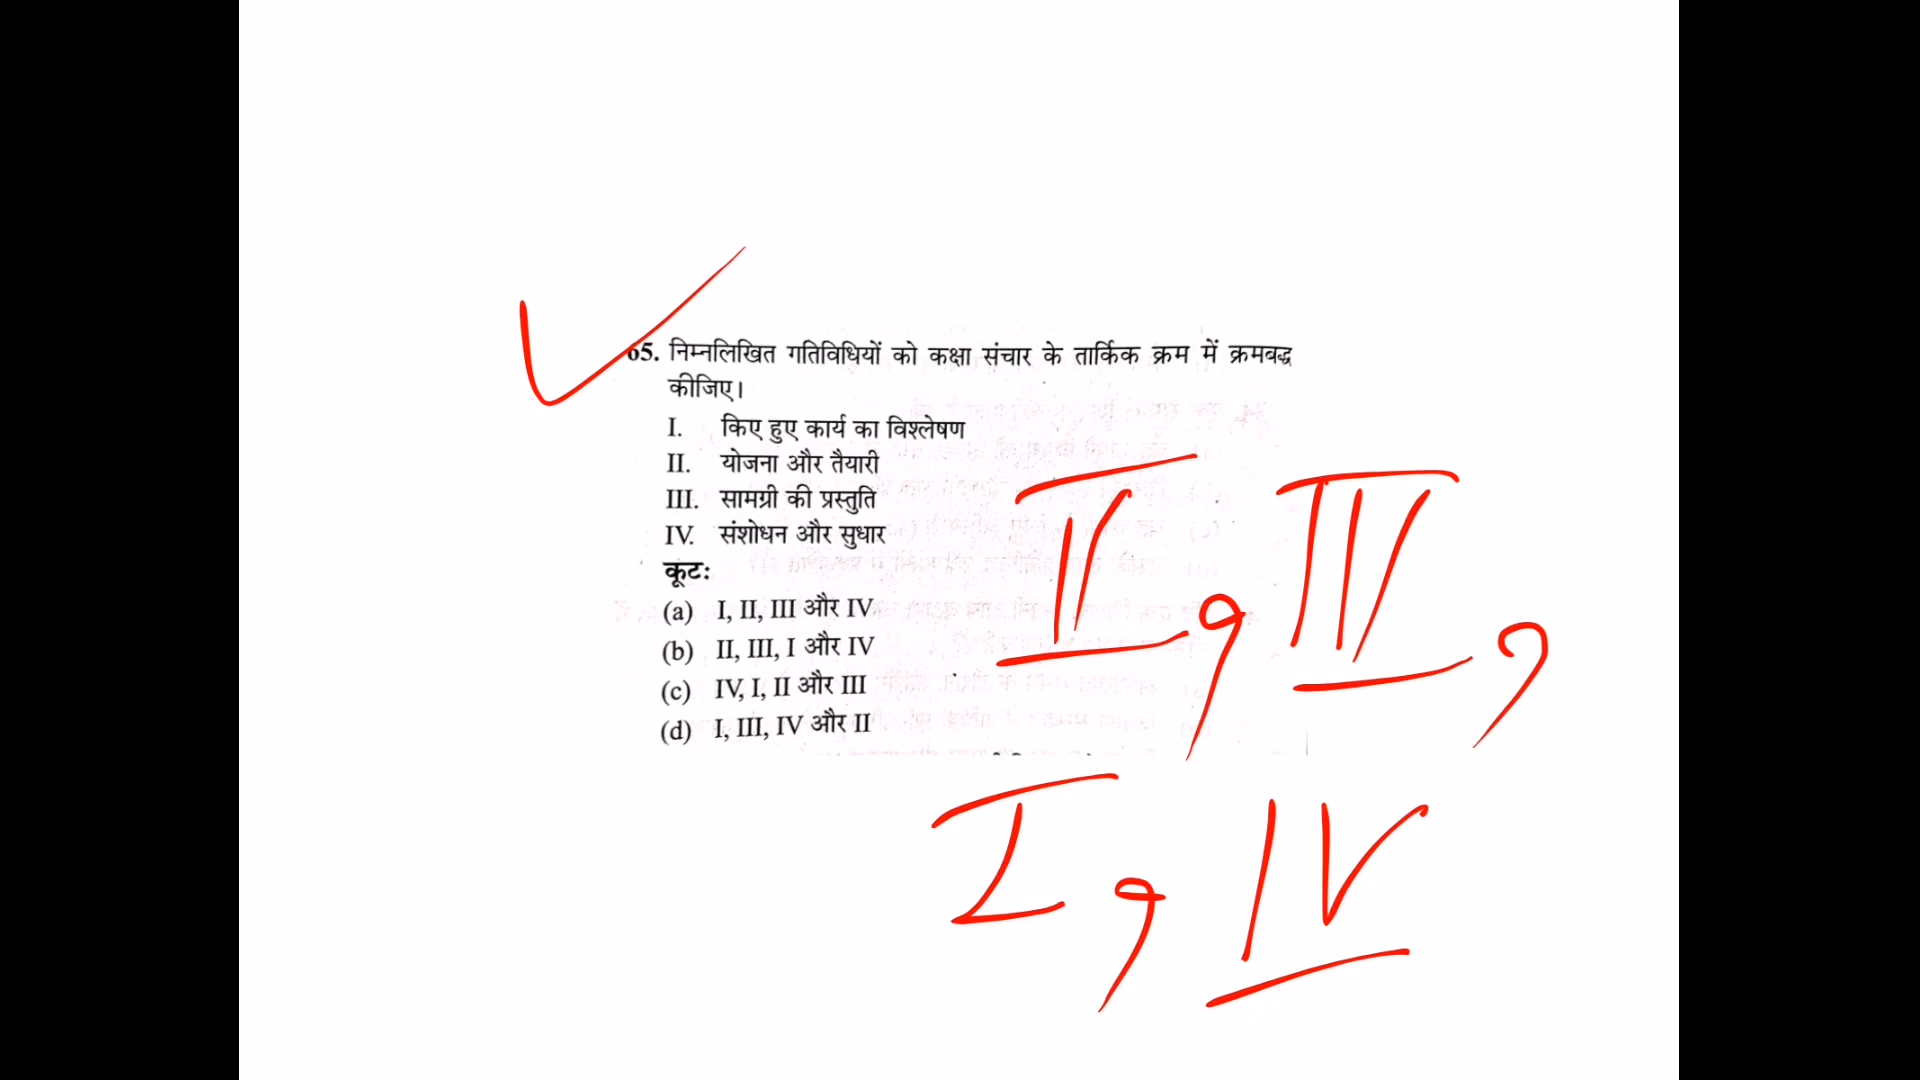 65. निम्नलिखित गतिविधियों को कक्षा संचार के तार्किक क्रम में क्रमबद्ध
कीजिए।
I. किए हुए कार्य का विश्लेषण
II. योजना और तैयारी
III. सामग्री की प्रस्तुति
IV. संशोधन और सुधार
कूटः
(a) I, II, III और IV
(b) II, III, I और IV
(c) IV, I, II और III
(d) I, III, IV और II
II, III,
I, IV